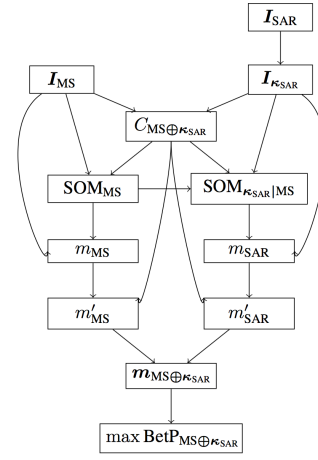 I_SAR
I_MS
I_κSAR
C_MS⊕κSAR
SOM_MS
SOM_κSAR|MS
m_MS
m_SAR
m′_MS
m′_SAR
m_MS⊕κSAR
max BetP_MS⊕κSAR